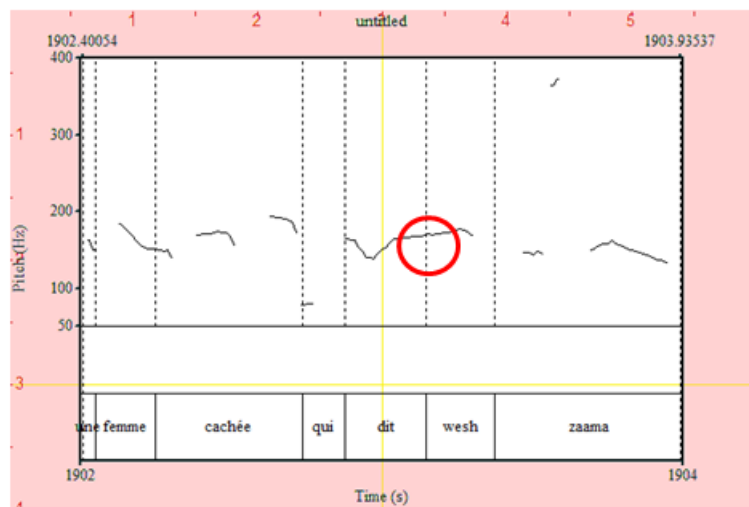 1 2 3 4 5
untitled
1902.40054 1903.93537
400
300
200
100
50
Pitch (Hz)
1
3
une femme cachée qui dit wesh zaama
1902 1904
Time (s)